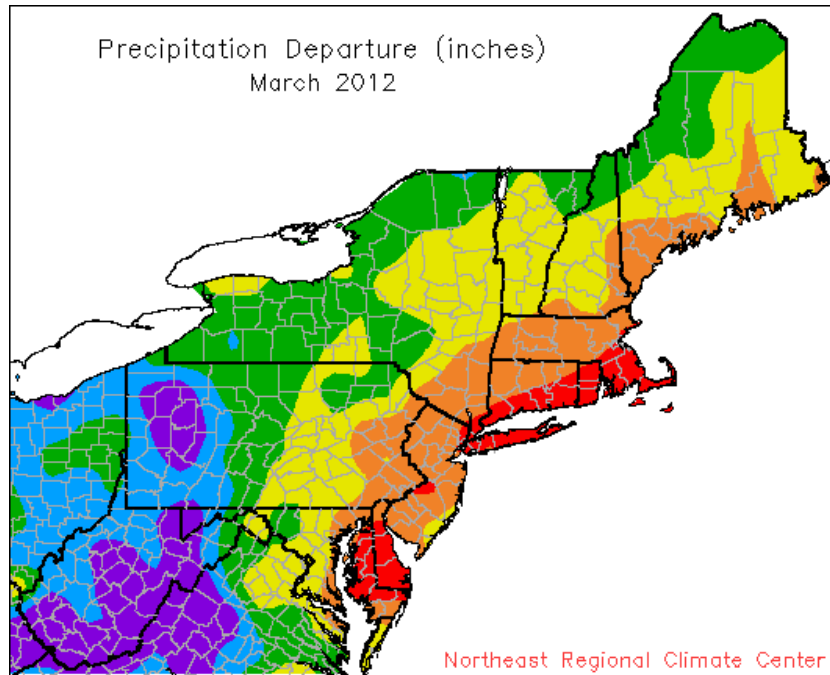 Precipitation Departure (inches)
March 2012
Northeast Regional Climate Center